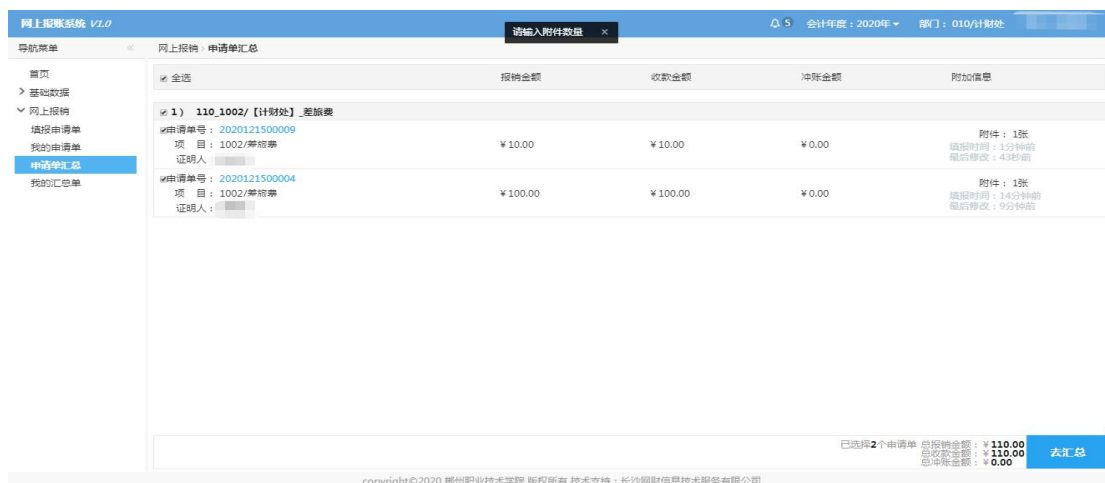 网上报账系统 V1.0
请输入附件数量 ×
5 会计年度：2020年 部门：010/计财处
导航菜单 «
网上报销 › 申请单汇总
首页
基础数据
网上报销
填报申请单
我的申请单
申请单汇总
我的汇总单
全选 报销金额 收款金额 冲账金额 附加信息
1） 110_1002/【计财处】_差旅费
申请单号：2020121500009
项 目：1002/差旅费
证明人
¥10.00 ¥10.00 ¥0.00
附件：1张
填报时间：1分钟前
最后修改：43秒前
申请单号：2020121500004
项 目：1002/差旅费
证明人：
¥100.00 ¥100.00 ¥0.00
附件：1张
填报时间：14分钟前
最后修改：9分钟前
已选择2个申请单 总报销金额：¥110.00
总收款金额：¥110.00
总冲账金额：¥0.00
去汇总
copyright©2020 郴州职业技术学院 版权所有 技术支持：长沙网财信息技术服务有限公司